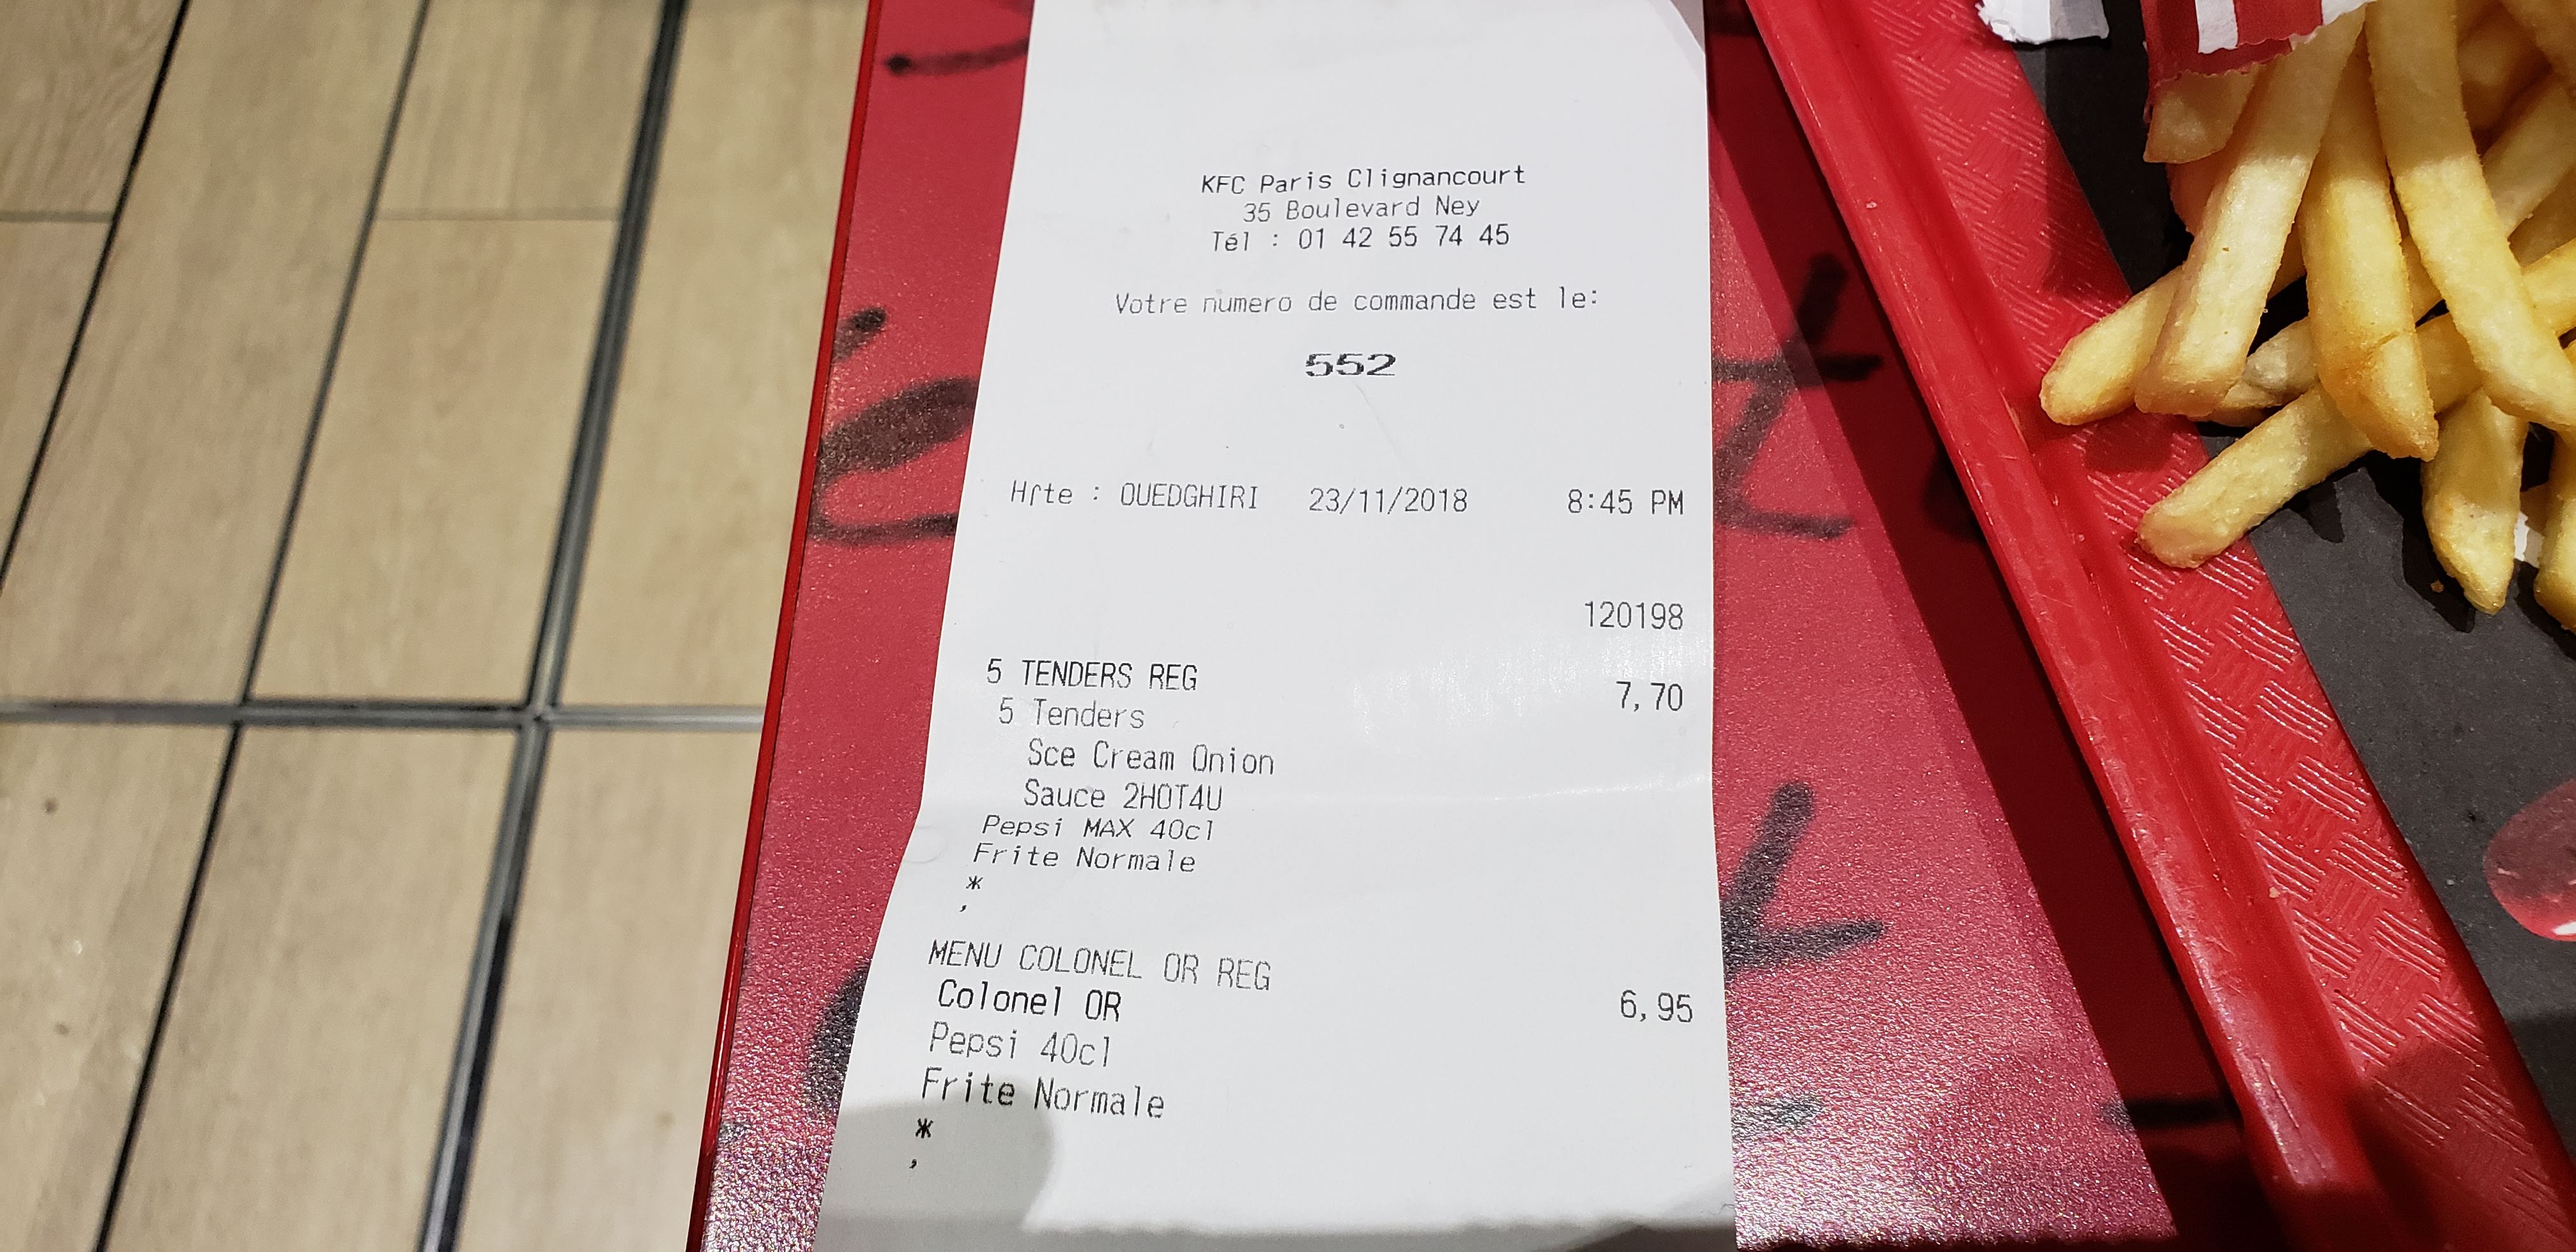 KFC Paris Clignancourt
35 Boulevard Ney
Tél : 01 42 55 74 45
Votre numero de commande est le:
552
Hrte : OUEDGHIRI 23/11/2018 8:45 PM
120198
5 TENDERS REG 7,70
5 Tenders
Sce Cream Onion
Sauce 2HOT4U
Pepsi MAX 40cl
Frite Normale
*
,
MENU COLONEL OR REG
Colonel OR 6,95
Pepsi 40cl
Frite Normale
*
,